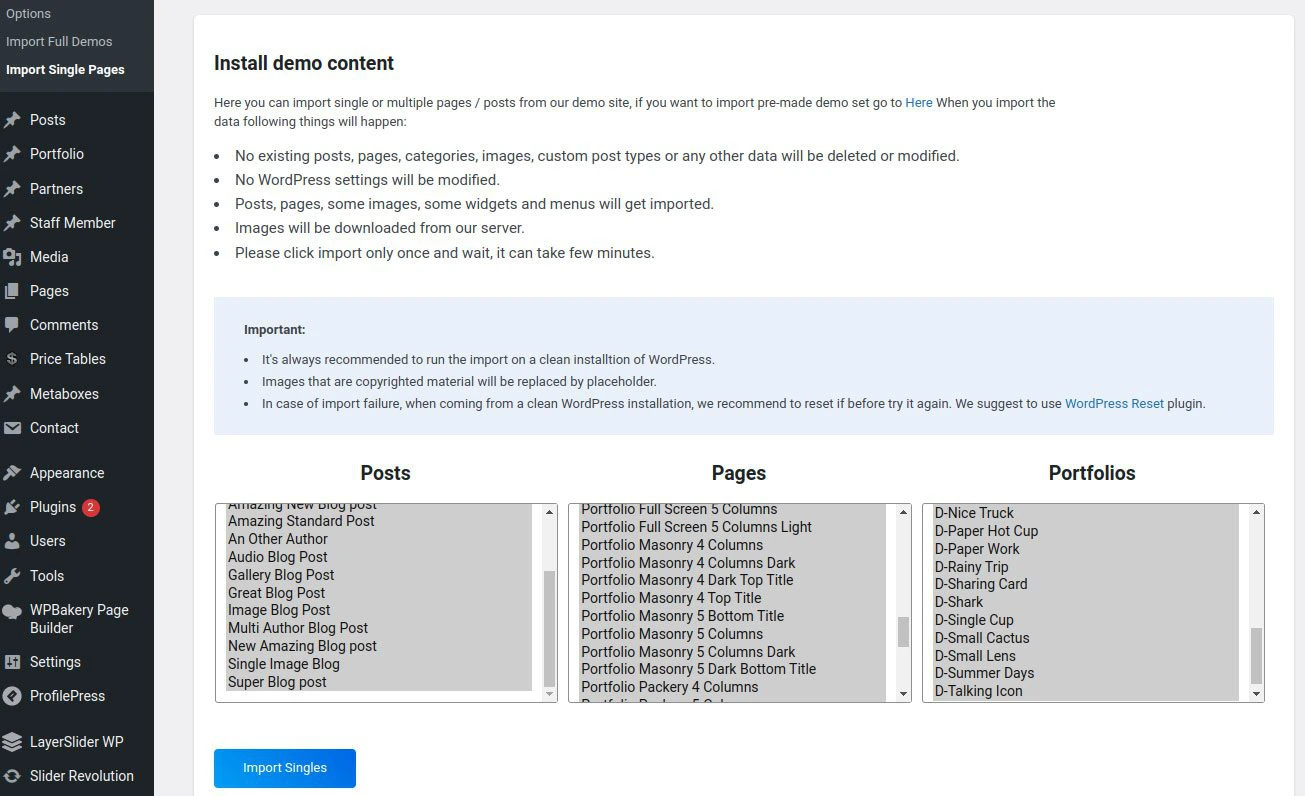 Options
Import Full Demos
Import Single Pages
Posts
Portfolio
Partners
Staff Member
Media
Pages
Comments
Price Tables
Metaboxes
Contact
Appearance
Plugins 2
Users
Tools
WPBakery Page
Builder
Settings
ProfilePress
LayerSlider WP
Slider Revolution
Install demo content
Here you can import single or multiple pages / posts from our demo site, if you want to import pre-made demo set go to Here When you import the
data following things will happen:
No existing posts, pages, categories, images, custom post types or any other data will be deleted or modified.
No WordPress settings will be modified.
Posts, pages, some images, some widgets and menus will get imported.
Images will be downloaded from our server.
Please click import only once and wait, it can take few minutes.
Important:
It's always recommended to run the import on a clean installtion of WordPress.
Images that are copyrighted material will be replaced by placeholder.
In case of import failure, when coming from a clean WordPress installation, we recommend to reset if before try it again. We suggest to use WordPress Reset plugin.
Posts
Amazing New Blog post
Amazing Standard Post
An Other Author
Audio Blog Post
Gallery Blog Post
Great Blog Post
Image Blog Post
Multi Author Blog Post
New Amazing Blog post
Single Image Blog
Super Blog post
Pages
Portfolio Full Screen 5 Columns
Portfolio Full Screen 5 Columns Light
Portfolio Masonry 4 Columns
Portfolio Masonry 4 Columns Dark
Portfolio Masonry 4 Dark Top Title
Portfolio Masonry 4 Top Title
Portfolio Masonry 5 Bottom Title
Portfolio Masonry 5 Columns
Portfolio Masonry 5 Columns Dark
Portfolio Masonry 5 Dark Bottom Title
Portfolio Packery 4 Columns
Portfolios
D-Nice Truck
D-Paper Hot Cup
D-Paper Work
D-Rainy Trip
D-Sharing Card
D-Shark
D-Single Cup
D-Small Cactus
D-Small Lens
D-Summer Days
D-Talking Icon
Import Singles